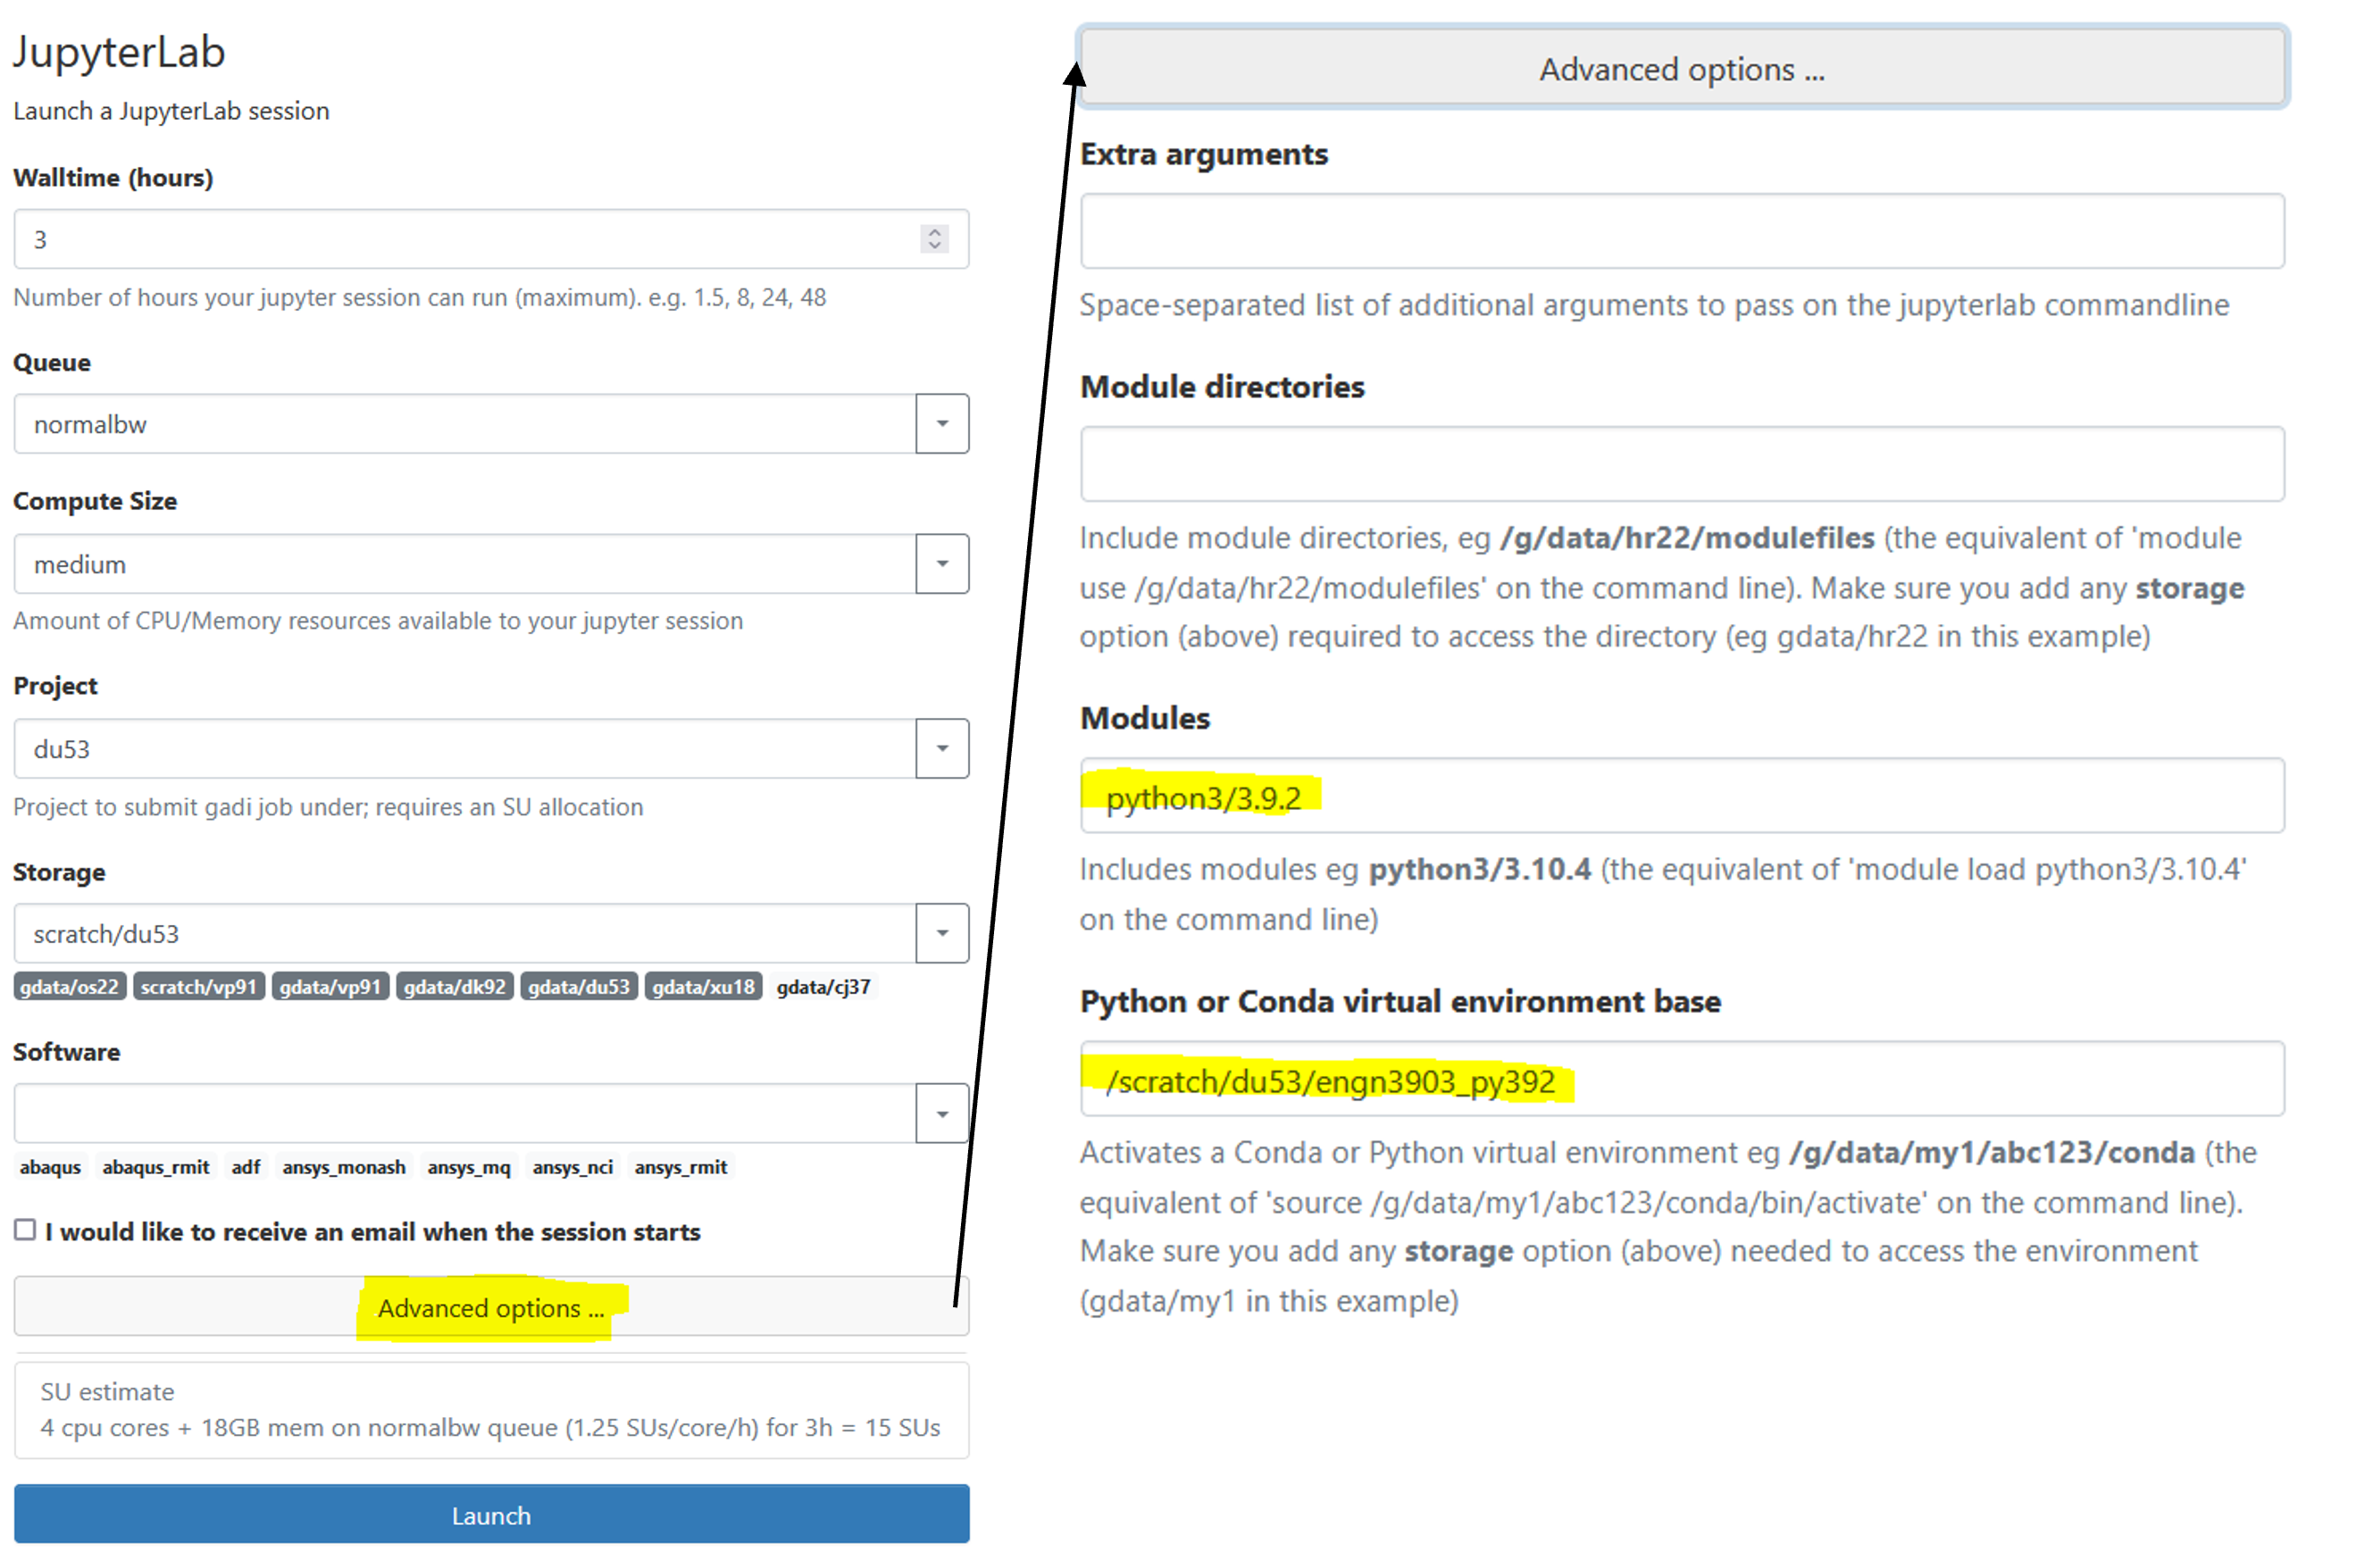 JupyterLab
Launch a JupyterLab session
Walltime (hours)
3
Number of hours your jupyter session can run (maximum). e.g. 1.5, 8, 24, 48
Queue
normalbw
Compute Size
medium
Amount of CPU/Memory resources available to your jupyter session
Project
du53
Project to submit gadi job under; requires an SU allocation
Storage
scratch/du53
gdata/os22 scratch/vp91 gdata/vp91 gdata/dk92 gdata/du53 gdata/xu18 gdata/cj37
Software
abaqus abaqus_rmit adf ansys_monash ansys_mq ansys_nci ansys_rmit
I would like to receive an email when the session starts
Advanced options ...
SU estimate
4 cpu cores + 18GB mem on normalbw queue (1.25 SUs/core/h) for 3h = 15 SUs
Launch
Advanced options ...
Extra arguments
Space-separated list of additional arguments to pass on the jupyterlab commandline
Module directories
Include module directories, eg /g/data/hr22/modulefiles (the equivalent of 'module
use /g/data/hr22/modulefiles' on the command line). Make sure you add any storage
option (above) required to access the directory (eg gdata/hr22 in this example)
Modules
python3/3.9.2
Includes modules eg python3/3.10.4 (the equivalent of 'module load python3/3.10.4'
on the command line)
Python or Conda virtual environment base
/scratch/du53/engn3903_py392
Activates a Conda or Python virtual environment eg /g/data/my1/abc123/conda (the
equivalent of 'source /g/data/my1/abc123/conda/bin/activate' on the command line).
Make sure you add any storage option (above) needed to access the environment
(gdata/my1 in this example)